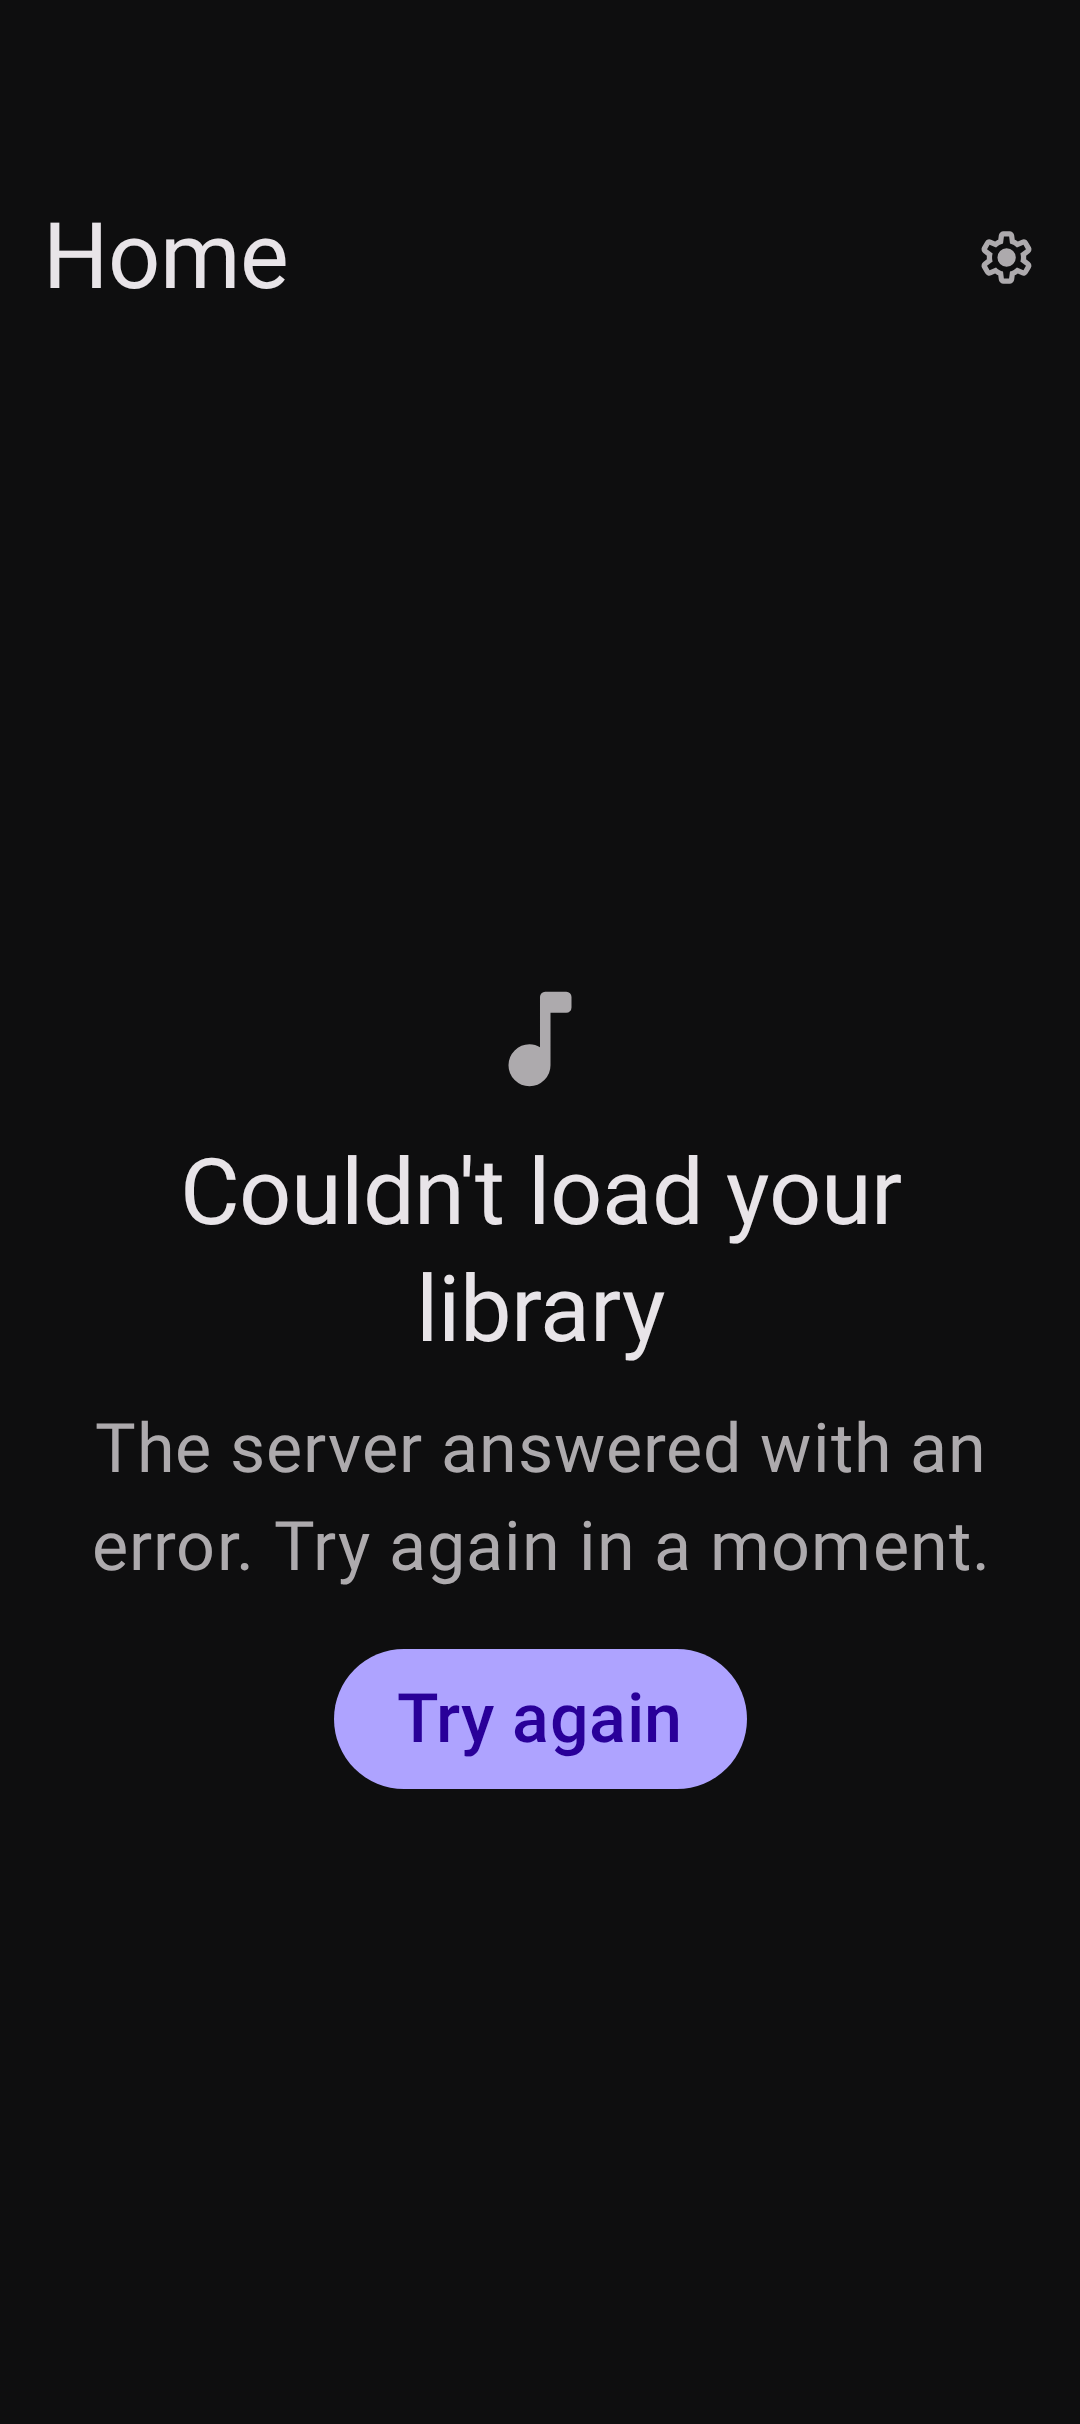 Home
Couldn't load your
library
The server answered with an
error. Try again in a moment.
Try again